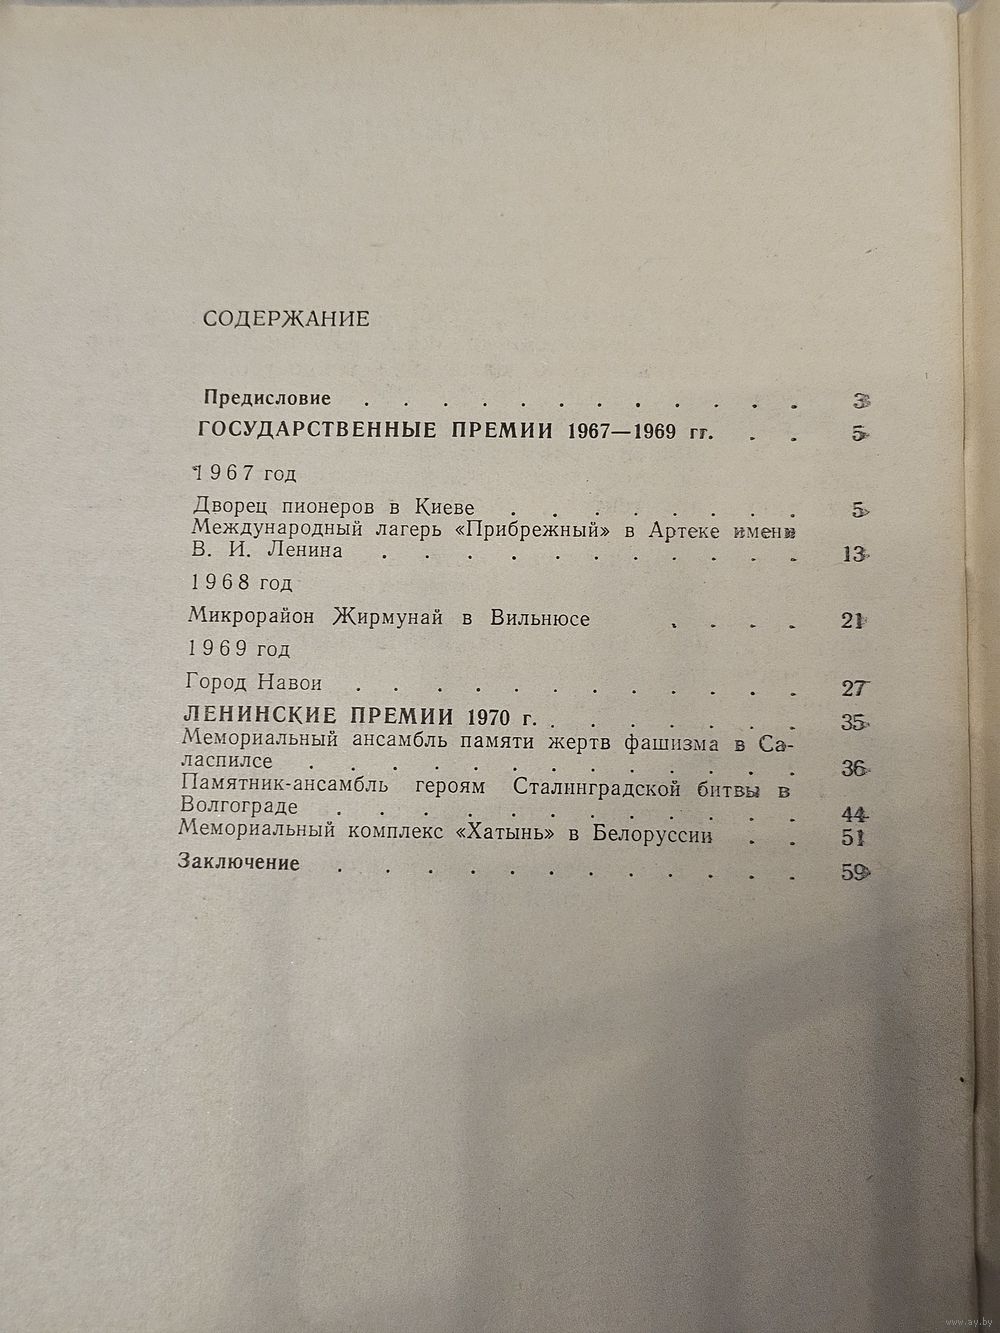 СОДЕРЖАНИЕ
Предисловие . . . . . . . . . . . . 3
ГОСУДАРСТВЕННЫЕ ПРЕМИИ 1967—1969 гг. . . 5
1967 год
Дворец пионеров в Киеве . . . . . . . . 5
Международный лагерь «Прибрежный» в Артеке имени
В. И. Ленина . . . . . . . . . . . 13
1968 год
Микрорайон Жирмунай в Вильнюсе . . . . 21
1969 год
Город Навои . . . . . . . . . . . . 27
ЛЕНИНСКИЕ ПРЕМИИ 1970 г. . . . . . . . 35
Мемориальный ансамбль памяти жертв фашизма в Са-
ласпилсе . . . . . . . . . . . . . 36
Памятник-ансамбль героям Сталинградской битвы в
Волгограде . . . . . . . . . . . . 44
Мемориальный комплекс «Хатынь» в Белоруссии . . 51
Заключение . . . . . . . . . . . . 59
www.ay.by